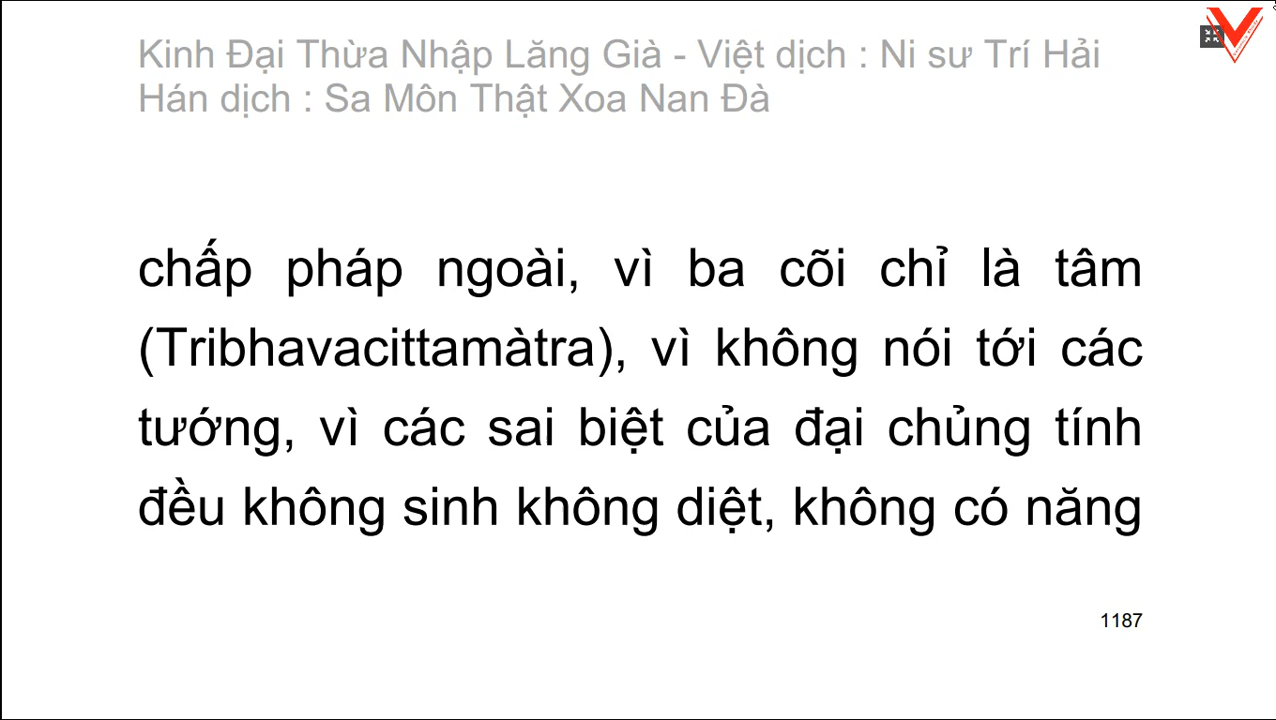 Kinh Đại Thừa Nhập Lăng Già - Việt dịch : Ni sư Trí Hải
Hán dịch : Sa Môn Thật Xoa Nan Đà
chấp pháp ngoài, vì ba cõi chỉ là tâm
(Tribhavacittamàtra), vì không nói tới các
tướng, vì các sai biệt của đại chủng tính
đều không sinh không diệt, không có năng
1187